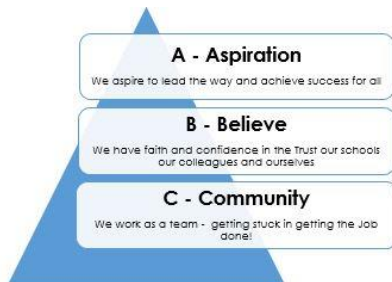 A - Aspiration
We aspire to lead the way and achieve success for all
B - Believe
We have faith and confidence in the Trust our schools
our colleagues and ourselves
C - Community
We work as a team - getting stuck in getting the Job
done!